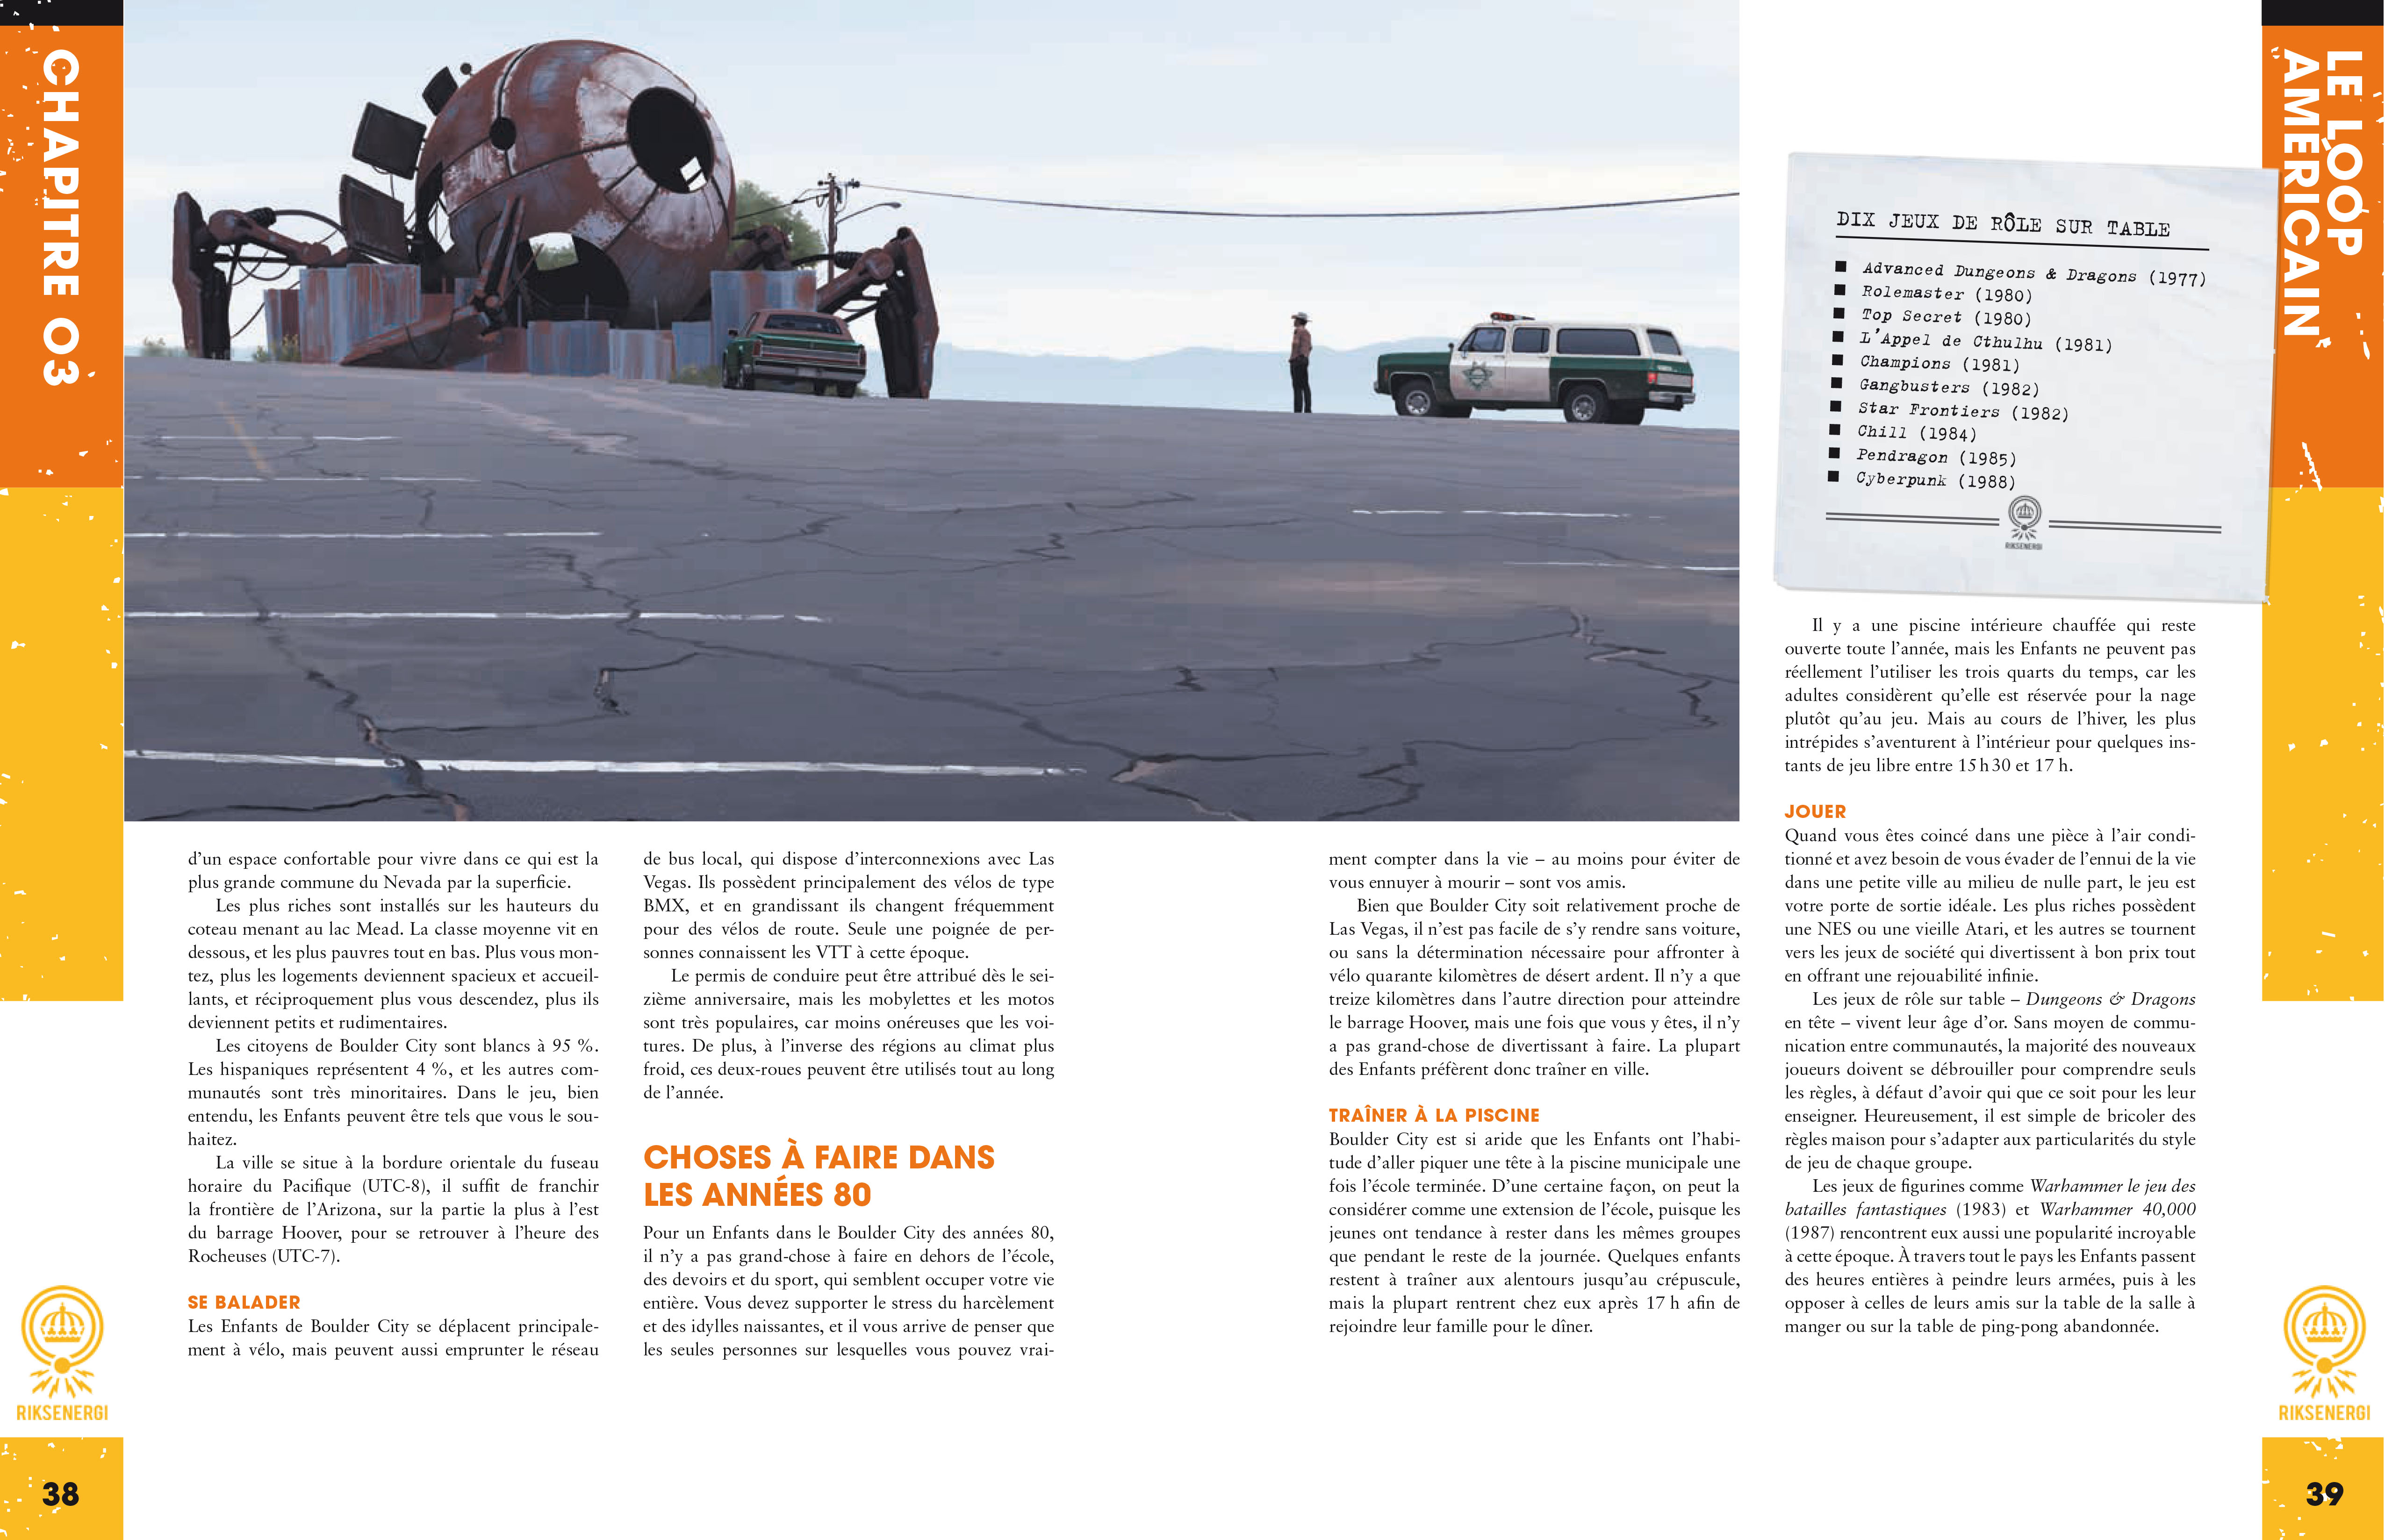 CHAPITRE 03
d'un espace confortable pour vivre dans ce qui est la
plus grande commune du Nevada par la superficie.
Les plus riches sont installés sur les hauteurs du
coteau menant au lac Mead. La classe moyenne vit en
dessous, et les plus pauvres tout en bas. Plus vous mon-
tez, plus les logements deviennent spacieux et accueil-
lants, et réciproquement plus vous descendez, plus ils
deviennent petits et rudimentaires.
Les citoyens de Boulder City sont blancs à 95 %.
Les hispaniques représentent 4 %, et les autres com-
munautés sont très minoritaires. Dans le jeu, bien
entendu, les Enfants peuvent être tels que vous le sou-
haitez.
La ville se situe à la bordure orientale du fuseau
horaire du Pacifique (UTC-8), il suffit de franchir
la frontière de l'Arizona, sur la partie la plus à l'est
du barrage Hoover, pour se retrouver à l'heure des
Rocheuses (UTC-7).
SE BALADER
Les Enfants de Boulder City se déplacent principale-
ment à vélo, mais peuvent aussi emprunter le réseau
de bus local, qui dispose d'interconnexions avec Las
Vegas. Ils possèdent principalement des vélos de type
BMX, et en grandissant ils changent fréquemment
pour des vélos de route. Seule une poignée de per-
sonnes connaissent les VTT à cette époque.
Le permis de conduire peut être attribué dès le sei-
zième anniversaire, mais les mobylettes et les motos
sont très populaires, car moins onéreuses que les voi-
tures. De plus, à l'inverse des régions au climat plus
froid, ces deux-roues peuvent être utilisés tout au long
de l'année.
CHOSES À FAIRE DANS
LES ANNÉES 80
Pour un Enfants dans le Boulder City des années 80,
il n'y a pas grand-chose à faire en dehors de l'école,
des devoirs et du sport, qui semblent occuper votre vie
entière. Vous devez supporter le stress du harcèlement
et des idylles naissantes, et il vous arrive de penser que
les seules personnes sur lesquelles vous pouvez vrai-
RIKSENERGI
38
LE LOOP
AMÉRICAIN
ment compter dans la vie – au moins pour éviter de
vous ennuyer à mourir – sont vos amis.
Bien que Boulder City soit relativement proche de
Las Vegas, il n'est pas facile de s'y rendre sans voiture,
ou sans la détermination nécessaire pour affronter à
vélo quarante kilomètres de désert ardent. Il n'y a que
treize kilomètres dans l'autre direction pour atteindre
le barrage Hoover, mais une fois que vous y êtes, il n'y
a pas grand-chose de divertissant à faire. La plupart
des Enfants préfèrent donc traîner en ville.
TRAÎNER À LA PISCINE
Boulder City est si aride que les Enfants ont l'habi-
tude d'aller piquer une tête à la piscine municipale une
fois l'école terminée. D'une certaine façon, on peut la
considérer comme une extension de l'école, puisque les
jeunes ont tendance à rester dans les mêmes groupes
que pendant le reste de la journée. Quelques enfants
restent à traîner aux alentours jusqu'au crépuscule,
mais la plupart rentrent chez eux après 17 h afin de
rejoindre leur famille pour le dîner.
DIX JEUX DE RÔLE SUR TABLE
■ Advanced Dungeons & Dragons (1977)
■ Rolemaster (1980)
■ Top Secret (1980)
■ L'Appel de Cthulhu (1981)
■ Champions (1981)
■ Gangbusters (1982)
■ Star Frontiers (1982)
■ Chill (1984)
■ Pendragon (1985)
■ Cyberpunk (1988)
RIKSENERGI
Il y a une piscine intérieure chauffée qui reste
ouverte toute l'année, mais les Enfants ne peuvent pas
réellement l'utiliser les trois quarts du temps, car les
adultes considèrent qu'elle est réservée pour la nage
plutôt qu'au jeu. Mais au cours de l'hiver, les plus
intrépides s'aventurent à l'intérieur pour quelques ins-
tants de jeu libre entre 15 h 30 et 17 h.
JOUER
Quand vous êtes coincé dans une pièce à l'air condi-
tionné et avez besoin de vous évader de l'ennui de la vie
dans une petite ville au milieu de nulle part, le jeu est
votre porte de sortie idéale. Les plus riches possèdent
une NES ou une vieille Atari, et les autres se tournent
vers les jeux de société qui divertissent à bon prix tout
en offrant une rejouabilité infinie.
Les jeux de rôle sur table – Dungeons & Dragons
en tête – vivent leur âge d'or. Sans moyen de commu-
nication entre communautés, la majorité des nouveaux
joueurs doivent se débrouiller pour comprendre seuls
les règles, à défaut d'avoir qui que ce soit pour les leur
enseigner. Heureusement, il est simple de bricoler des
règles maison pour s'adapter aux particularités du style
de jeu de chaque groupe.
Les jeux de figurines comme Warhammer le jeu des
batailles fantastiques (1983) et Warhammer 40,000
(1987) rencontrent eux aussi une popularité incroyable
à cette époque. À travers tout le pays les Enfants passent
des heures entières à peindre leurs armées, puis à les
opposer à celles de leurs amis sur la table de la salle à
manger ou sur la table de ping-pong abandonnée.
RIKSENERGI
39